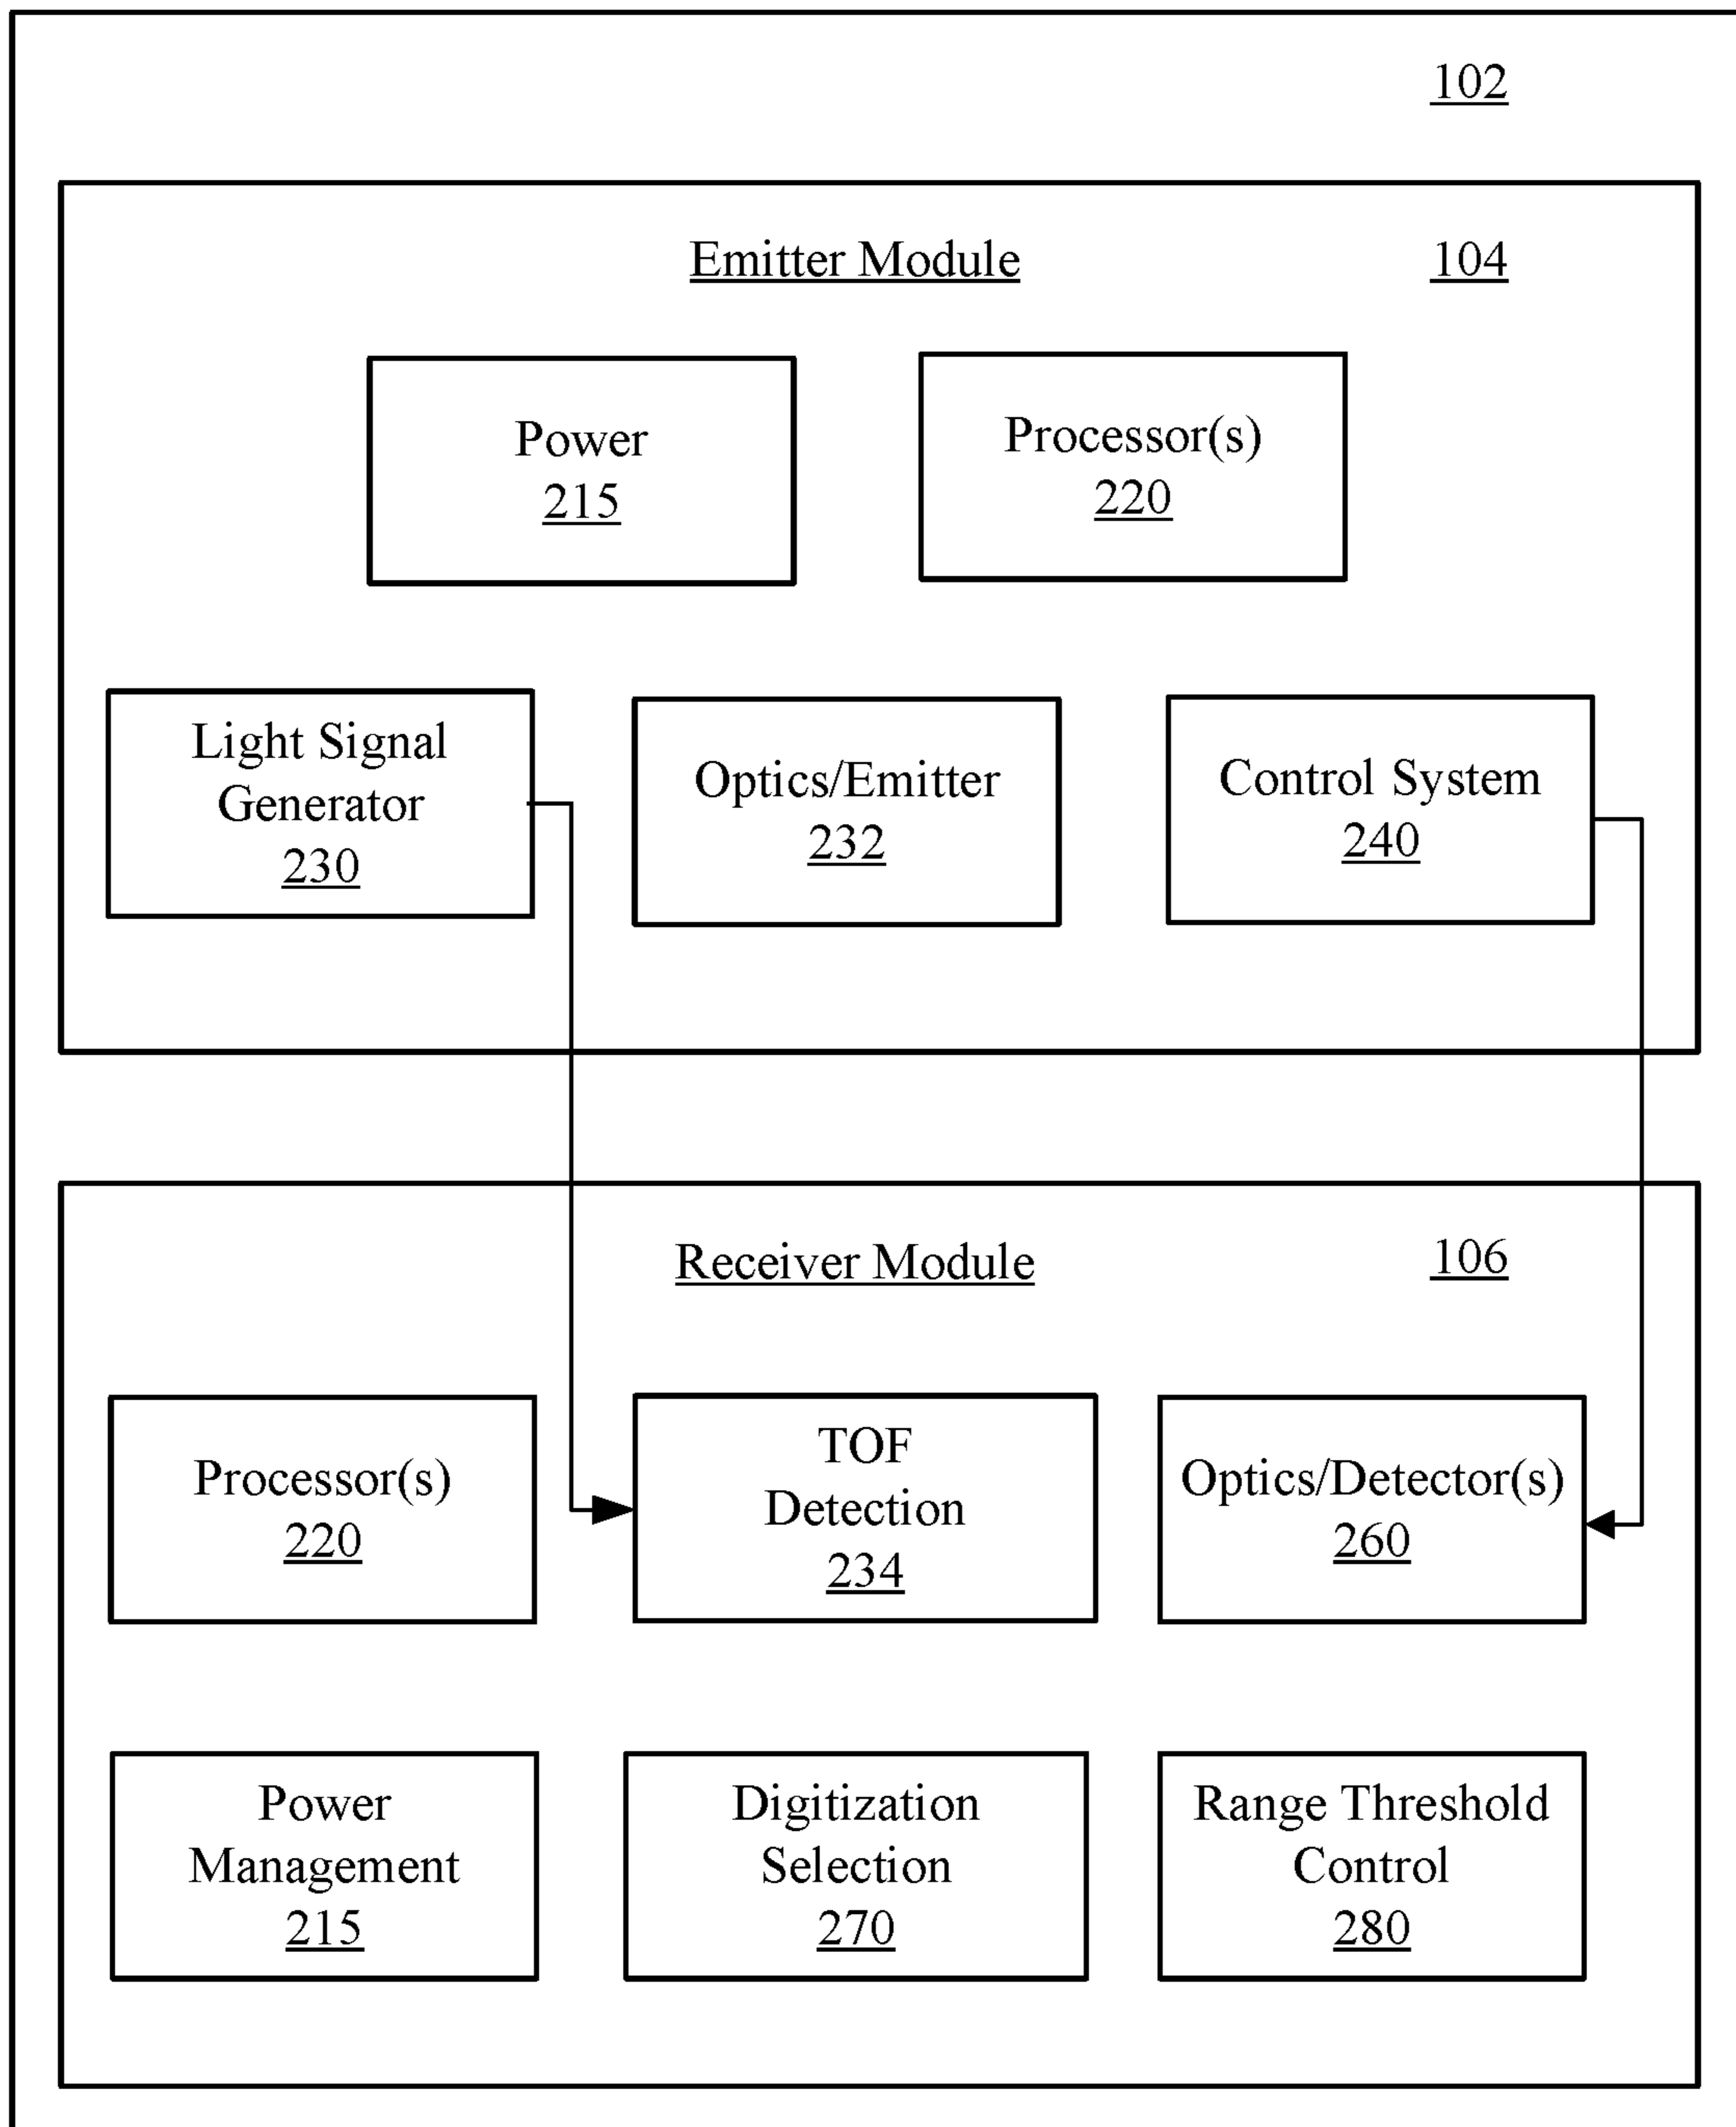 102
Emitter Module
104
Power
215
Processor(s)
220
Light Signal
Generator
230
Optics/Emitter
232
Control System
240
Receiver Module
106
Processor(s)
220
TOF
Detection
234
Optics/Detector(s)
260
Power
Management
215
Digitization
Selection
270
Range Threshold
Control
280